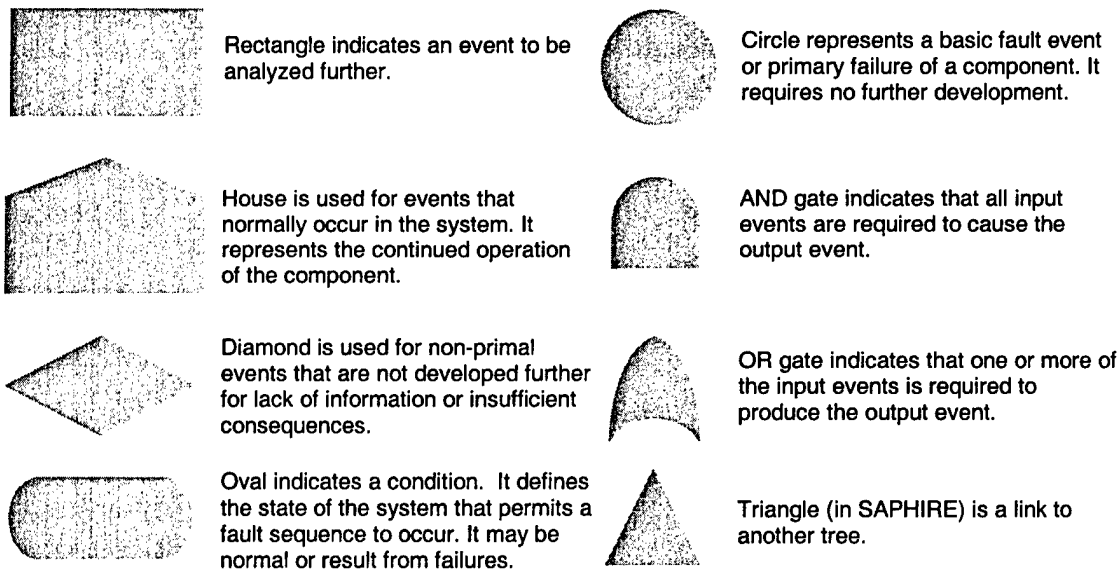 Rectangle indicates an event to be
analyzed further.
Circle represents a basic fault event
or primary failure of a component. It
requires no further development.
House is used for events that
normally occur in the system. It
represents the continued operation
of the component.
AND gate indicates that all input
events are required to cause the
output event.
Diamond is used for non-primal
events that are not developed further
for lack of information or insufficient
consequences.
OR gate indicates that one or more of
the input events is required to
produce the output event.
Oval indicates a condition. It defines
the state of the system that permits a
fault sequence to occur. It may be
normal or result from failures.
Triangle (in SAPHIRE) is a link to
another tree.